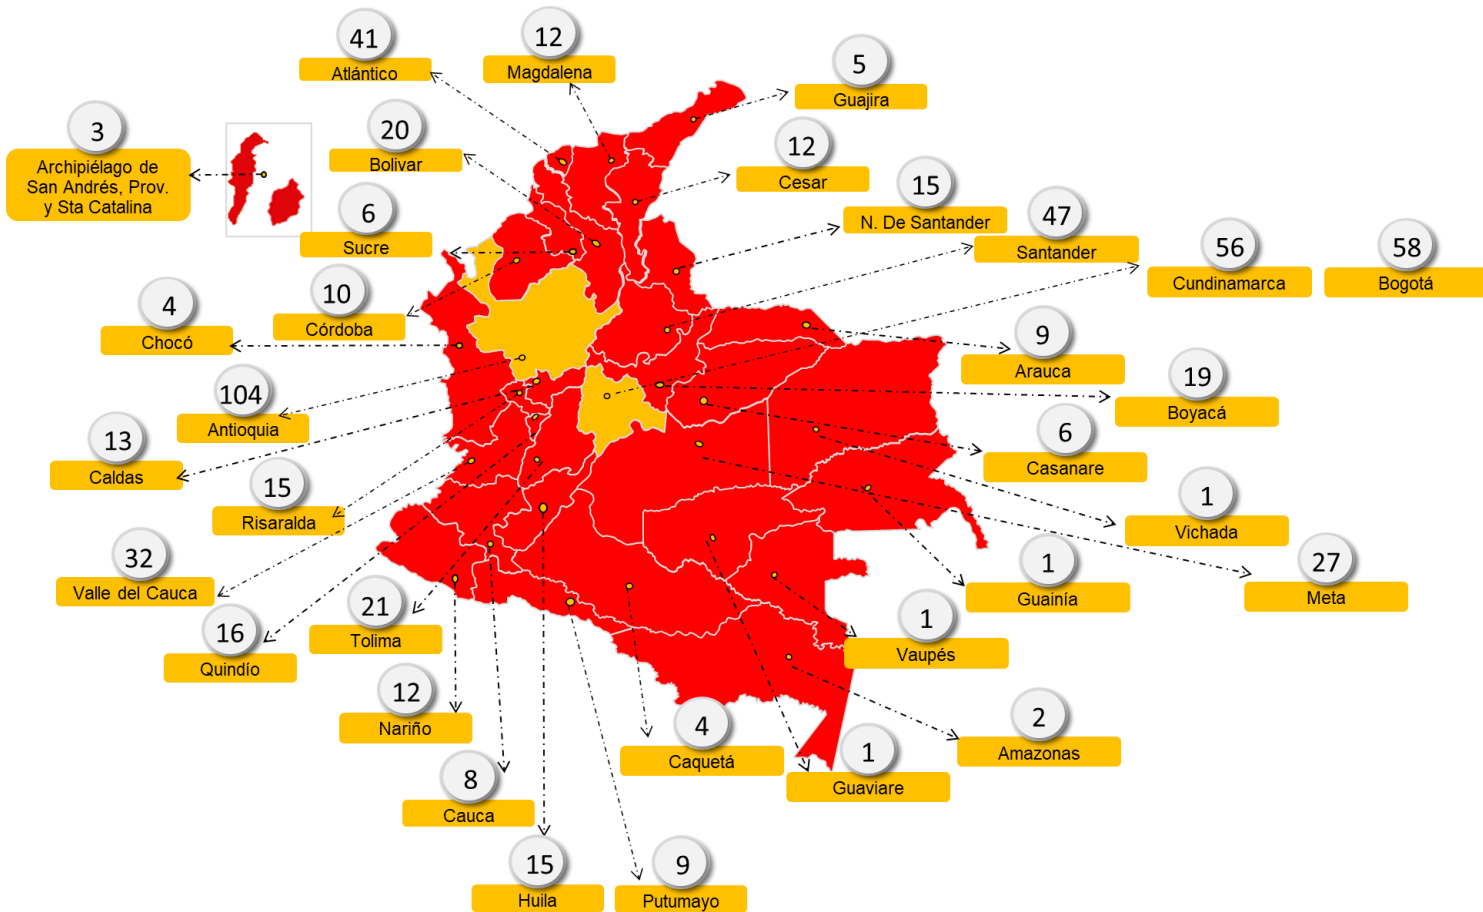 41
Atlántico
12
Magdalena
5
Guajira
3
Archipiélago de
San Andrés, Prov.
y Sta Catalina
20
Bolivar
12
Cesar
15
N. De Santander
6
Sucre
47
Santander
56
Cundinamarca
58
Bogotá
10
Córdoba
4
Chocó
9
Arauca
104
Antioquia
19
Boyacá
13
Caldas
6
Casanare
15
Risaralda
1
Vichada
32
Valle del Cauca
1
Guainía
27
Meta
21
Tolima
16
Quindío
1
Vaupés
12
Nariño
4
Caquetá
2
Amazonas
1
Guaviare
8
Cauca
15
Huila
9
Putumayo